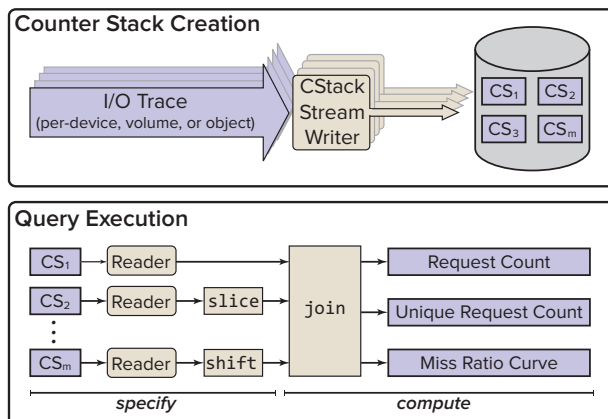 Counter Stack Creation
I/O Trace
(per-device, volume, or object)
CStack
Stream
Writer
CS₁ CS₂
CS₃ CSₘ
Query Execution
CS₁ Reader Request Count
CS₂ Reader slice join Unique Request Count
CSₘ Reader shift Miss Ratio Curve
specify compute